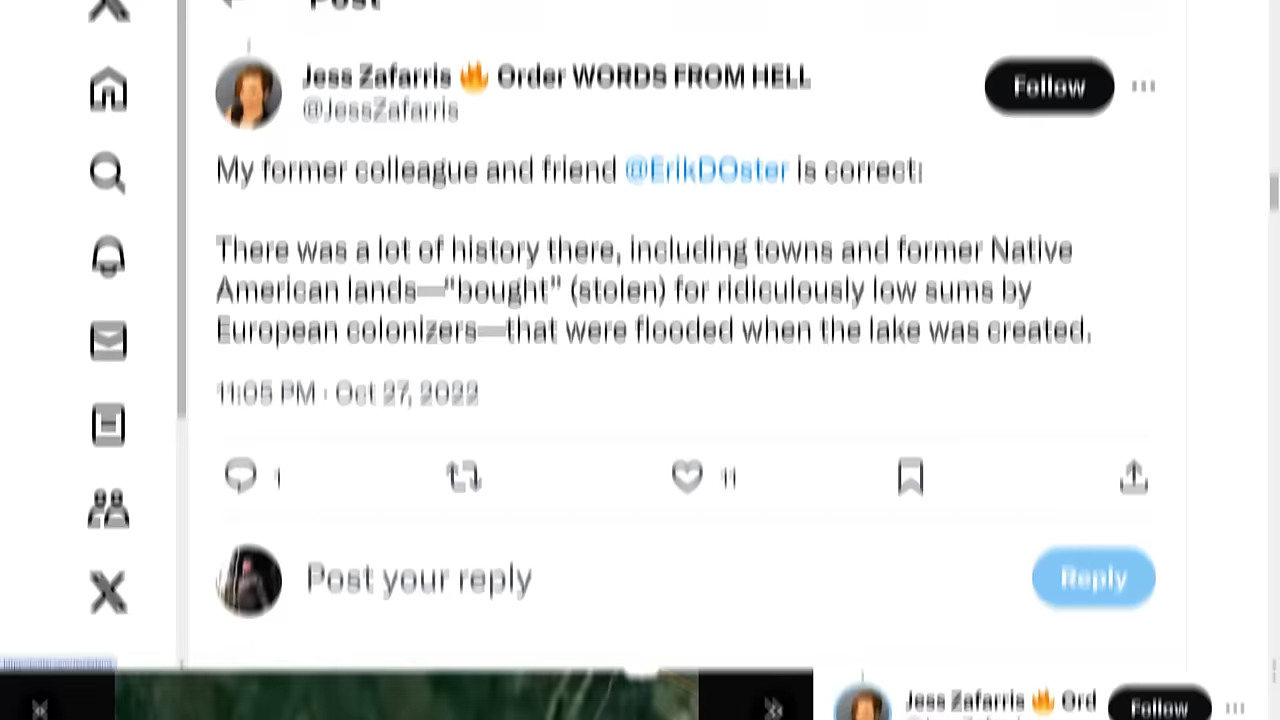 Post
Jess Zafarris 🔥 Order WORDS FROM HELL
@JessZafarris
Follow
My former colleague and friend @ErikDOster is correct:
There was a lot of history there, including towns and former Native
American lands—"bought" (stolen) for ridiculously low sums by
European colonizers—that were flooded when the lake was created.
11:05 PM · Oct 27, 2022
1
11
Post your reply
Reply
Jess Zafarris 🔥 Ord
Follow